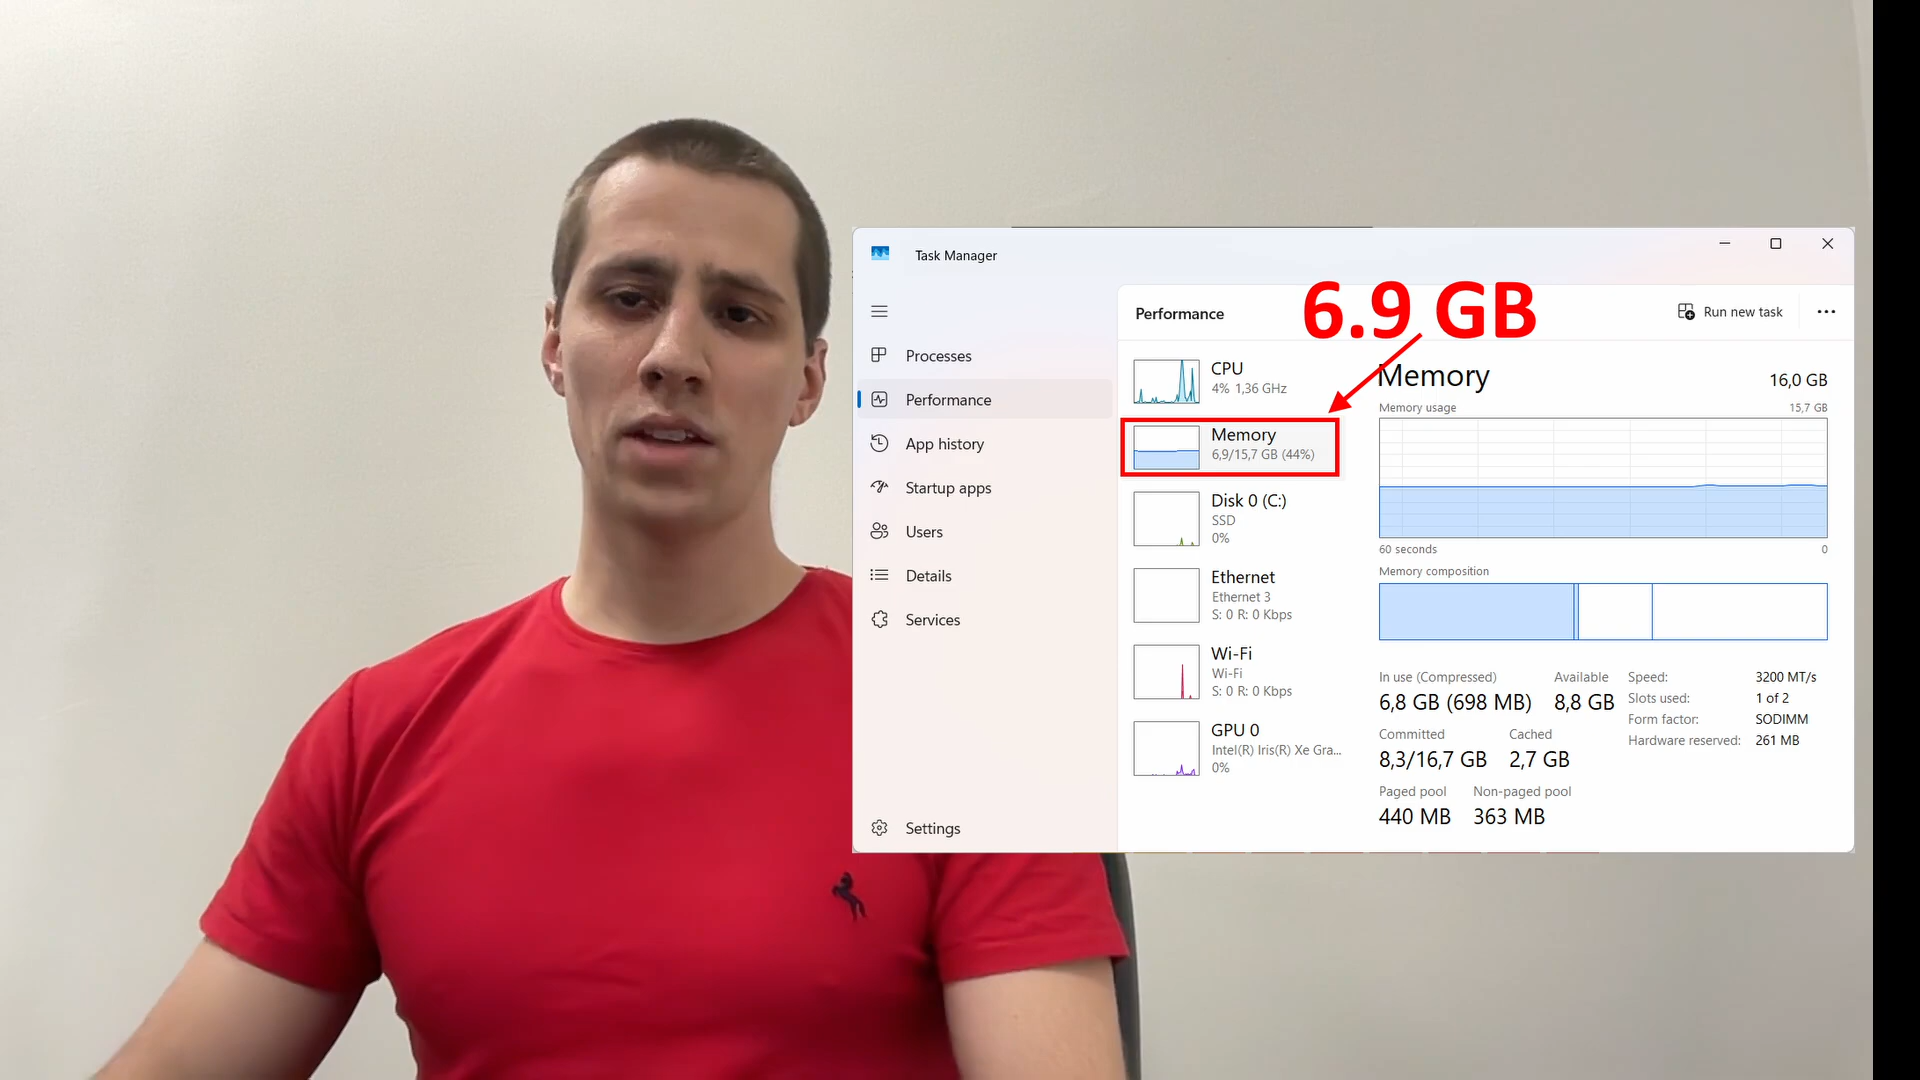 Task Manager
6.9 GB
Performance
Run new task
Processes
Performance
App history
Startup apps
Users
Details
Services
Settings
CPU
4% 1,36 GHz
Memory
6,9/15,7 GB (44%)
Disk 0 (C:)
SSD
0%
Ethernet
Ethernet 3
S: 0 R: 0 Kbps
Wi-Fi
Wi-Fi
S: 0 R: 0 Kbps
GPU 0
Intel(R) Iris(R) Xe Gra...
0%
Memory 16,0 GB
Memory usage 15,7 GB
60 seconds 0
Memory composition
In use (Compressed) Available
6,8 GB (698 MB) 8,8 GB
Committed Cached
8,3/16,7 GB 2,7 GB
Paged pool Non-paged pool
440 MB 363 MB
Speed: 3200 MT/s
Slots used: 1 of 2
Form factor: SODIMM
Hardware reserved: 261 MB